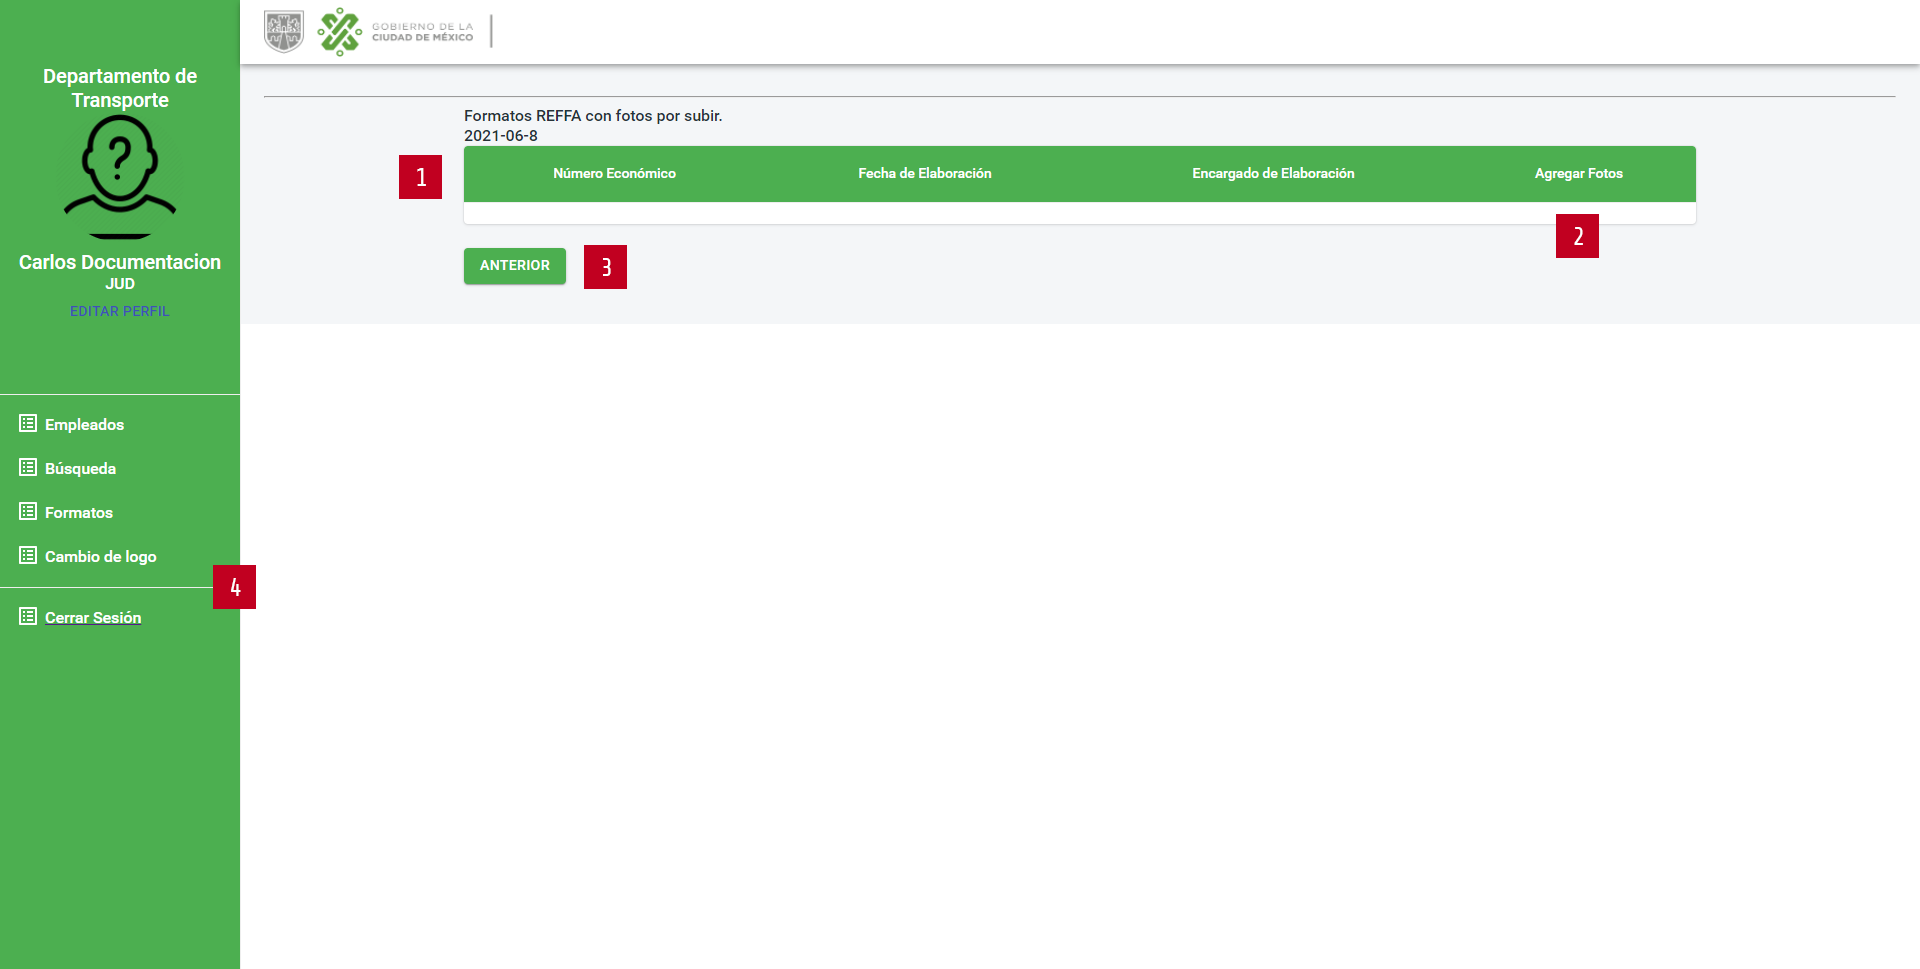 GOBIERNO DE LA
CIUDAD DE MÉXICO
Departamento de
Transporte
?
Carlos Documentacion
JUD
EDITAR PERFIL
Empleados
Búsqueda
Formatos
Cambio de logo
4
Cerrar Sesión
Formatos REFFA con fotos por subir.
2021-06-8
1
Número Económico Fecha de Elaboración Encargado de Elaboración Agregar Fotos
2
ANTERIOR
3